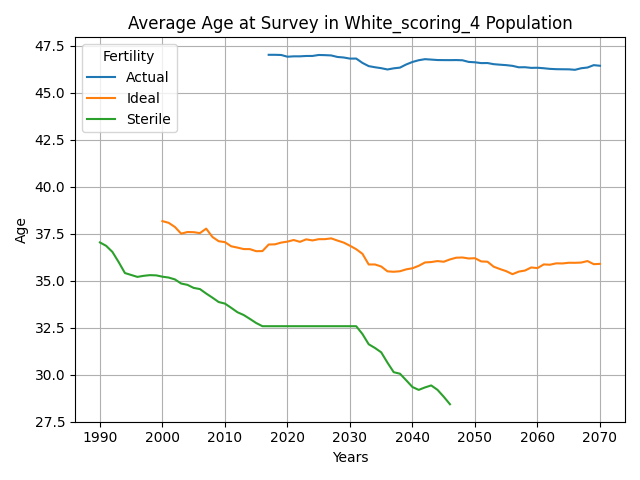 Average Age at Survey in White_scoring_4 Population
Fertility
Actual
Ideal
Sterile
47.5
45.0
42.5
40.0
37.5
35.0
32.5
30.0
27.5
Age
1990 2000 2010 2020 2030 2040 2050 2060 2070
Years